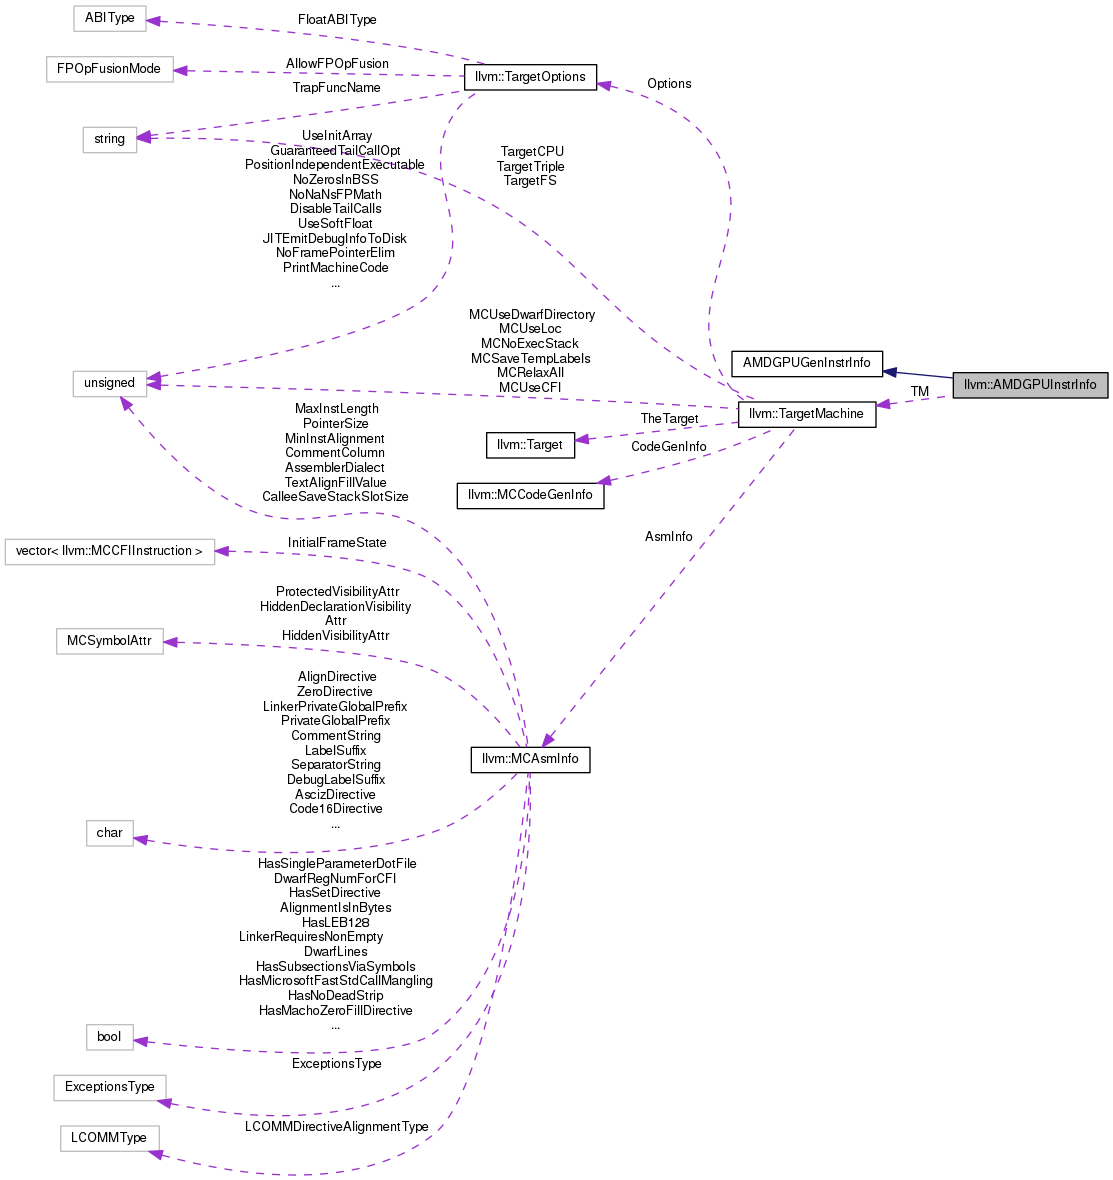 ABIType
FloatABIType
FPOpFusionMode
AllowFPOpFusion
llvm::TargetOptions
Options
TrapFuncName
string
UseInitArray
GuaranteedTailCallOpt
PositionIndependentExecutable
NoZerosInBSS
NoNaNsFPMath
DisableTailCalls
UseSoftFloat
JITEmitDebugInfoToDisk
NoFramePointerElim
PrintMachineCode
...
TargetCPU
TargetTriple
TargetFS
MCUseDwarfDirectory
MCUseLoc
MCNoExecStack
MCSaveTempLabels
MCRelaxAll
MCUseCFI
unsigned
AMDGPUGenInstrInfo
llvm::AMDGPUInstrInfo
TM
llvm::TargetMachine
TheTarget
llvm::Target
CodeGenInfo
llvm::MCCodeGenInfo
MaxInstLength
PointerSize
MinInstAlignment
CommentColumn
AssemblerDialect
TextAlignFillValue
CalleeSaveStackSlotSize
AsmInfo
vector< llvm::MCCFIInstruction >
InitialFrameState
ProtectedVisibilityAttr
HiddenDeclarationVisibility
Attr
HiddenVisibilityAttr
MCSymbolAttr
AlignDirective
ZeroDirective
LinkerPrivateGlobalPrefix
PrivateGlobalPrefix
CommentString
LabelSuffix
SeparatorString
DebugLabelSuffix
AscizDirective
Code16Directive
...
llvm::MCAsmInfo
char
HasSingleParameterDotFile
DwarfRegNumForCFI
HasSetDirective
AlignmentIsInBytes
HasLEB128
LinkerRequiresNonEmpty
DwarfLines
HasSubsectionsViaSymbols
HasMicrosoftFastStdCallMangling
HasNoDeadStrip
HasMachoZeroFillDirective
...
bool
ExceptionsType
ExceptionsType
LCOMMDirectiveAlignmentType
LCOMMType